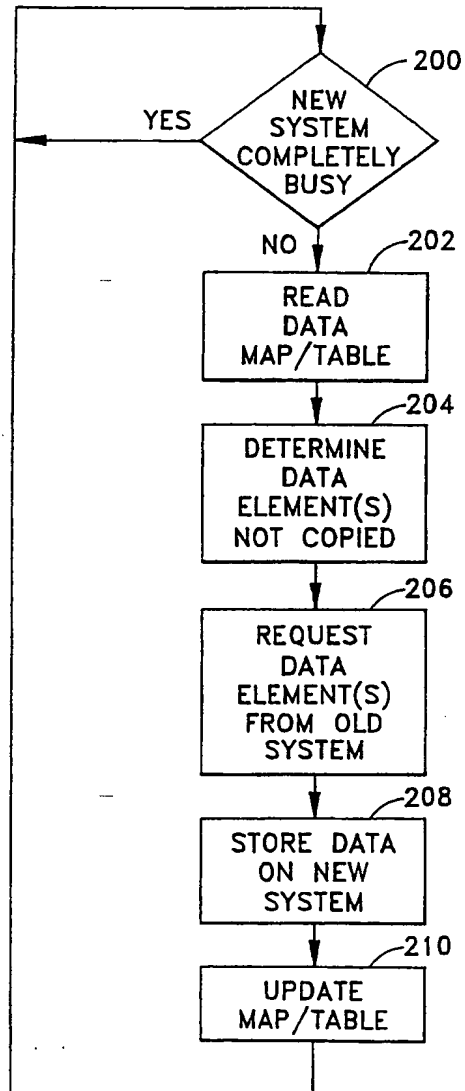 200
NEW
SYSTEM
COMPLETELY
BUSY
YES
NO
202
READ
DATA
MAP/TABLE
204
DETERMINE
DATA
ELEMENT(S)
NOT COPIED
206
REQUEST
DATA
ELEMENT(S)
FROM OLD
SYSTEM
208
STORE DATA
ON NEW
SYSTEM
210
UPDATE
MAP/TABLE